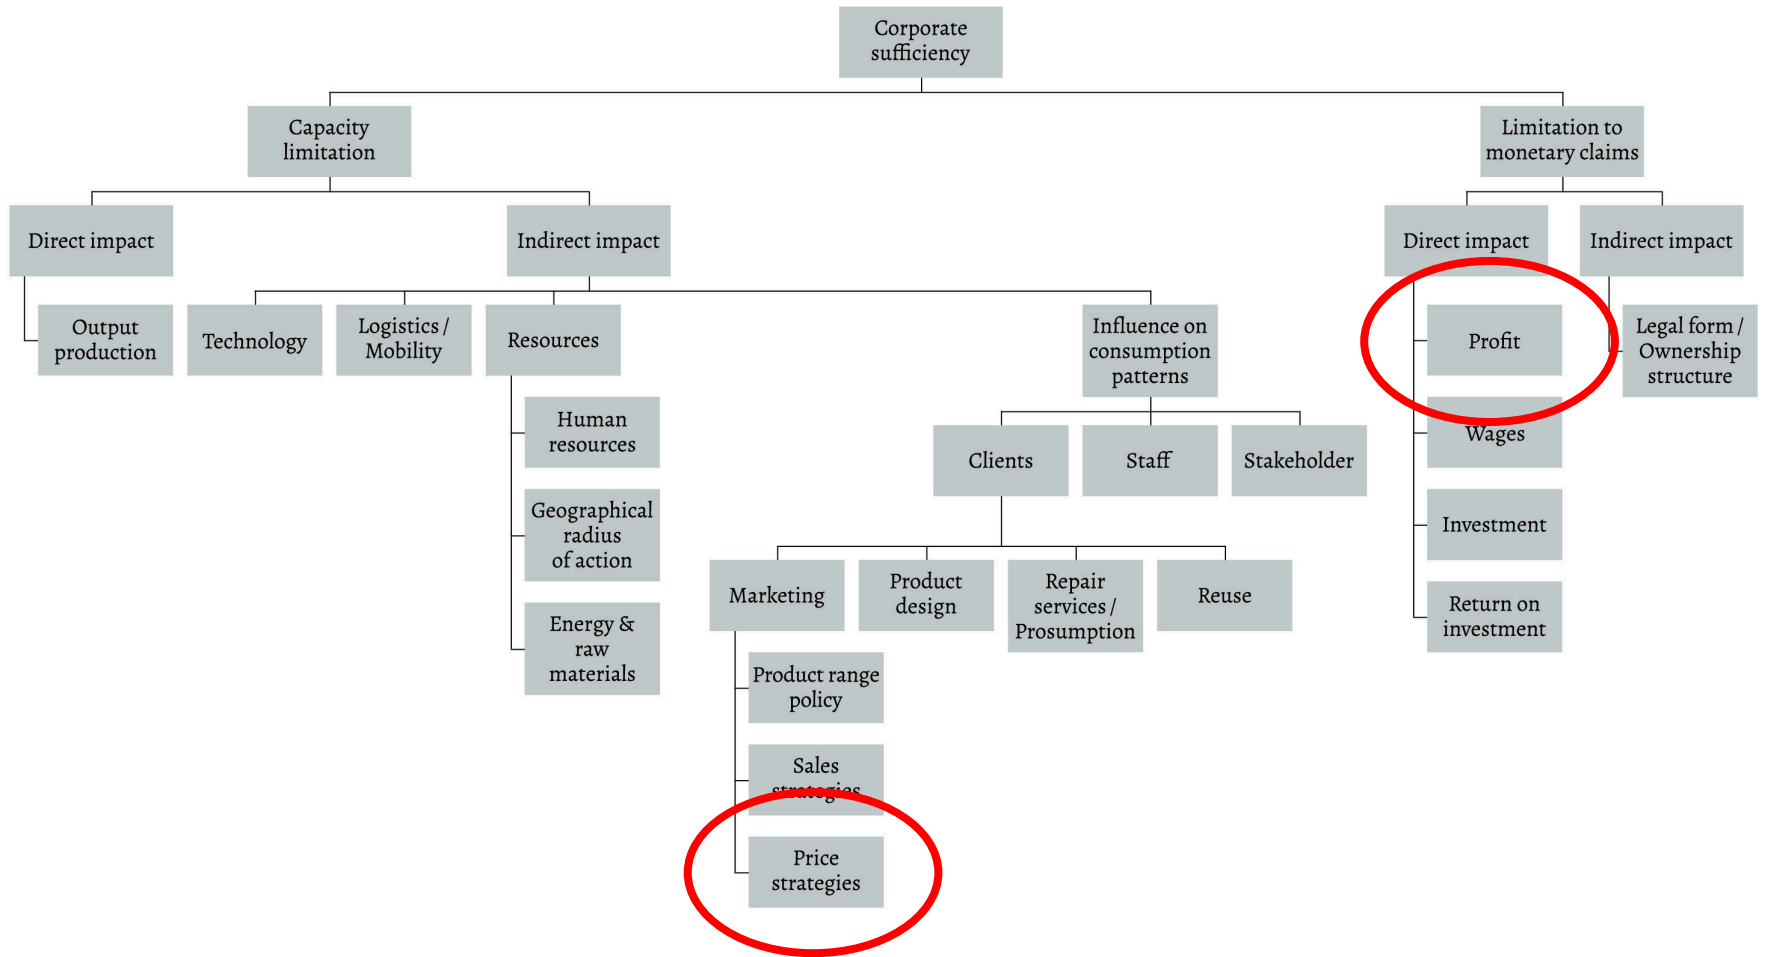 Corporate
sufficiency
Capacity
limitation
Limitation to
monetary claims
Direct impact
Indirect impact
Direct impact
Indirect impact
Output
production
Technology
Logistics /
Mobility
Resources
Influence on
consumption
patterns
Profit
Legal form /
Ownership
structure
Human
resources
Geographical
radius
of action
Energy &
raw
materials
Clients
Staff
Stakeholder
Wages
Investment
Return on
investment
Marketing
Product
design
Repair
services /
Prosumption
Reuse
Product range
policy
Sales
strategies
Price
strategies